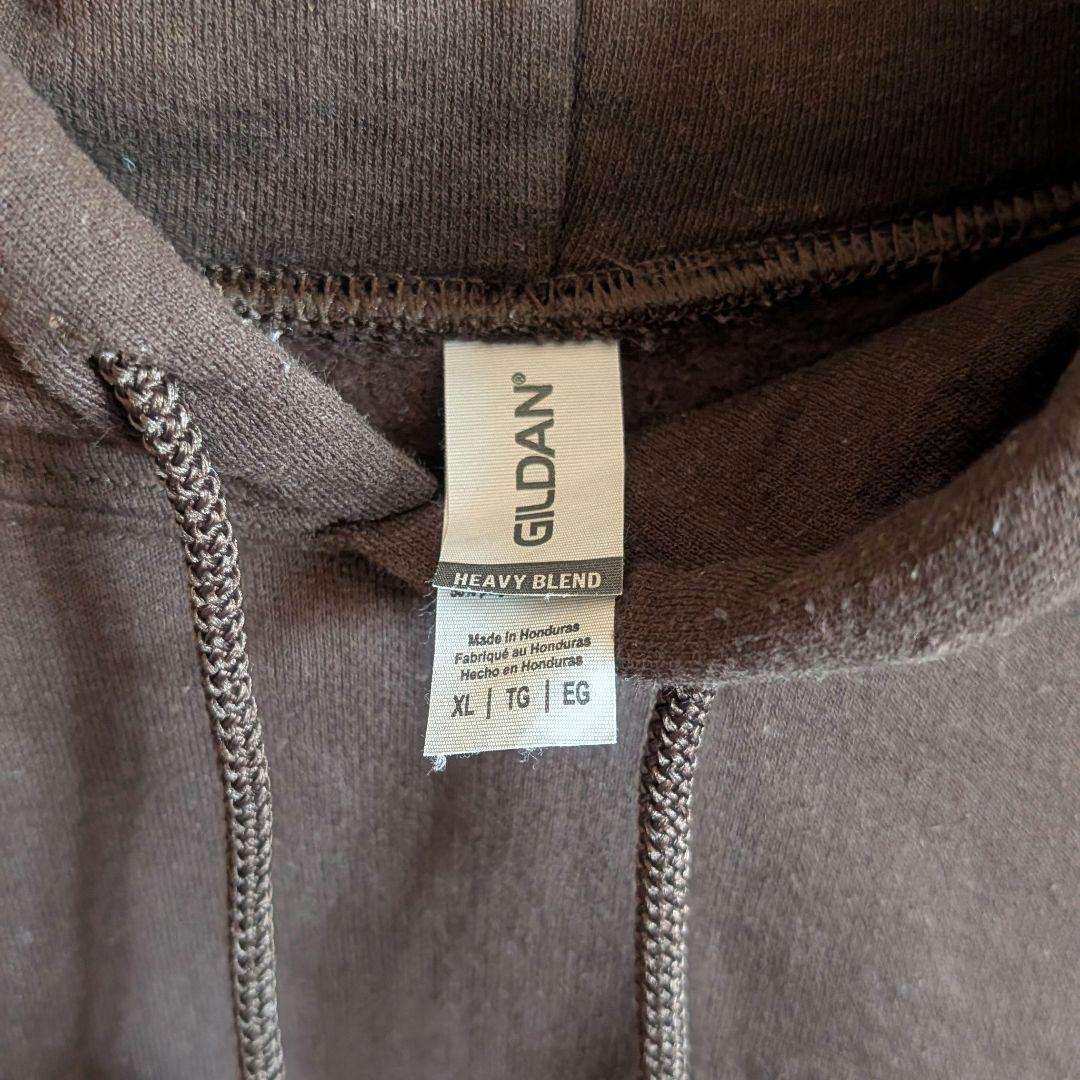 GILDAN®
HEAVY BLEND
Made in Honduras
Fabriqué au Honduras
Hecho en Honduras
XL | TG | EG